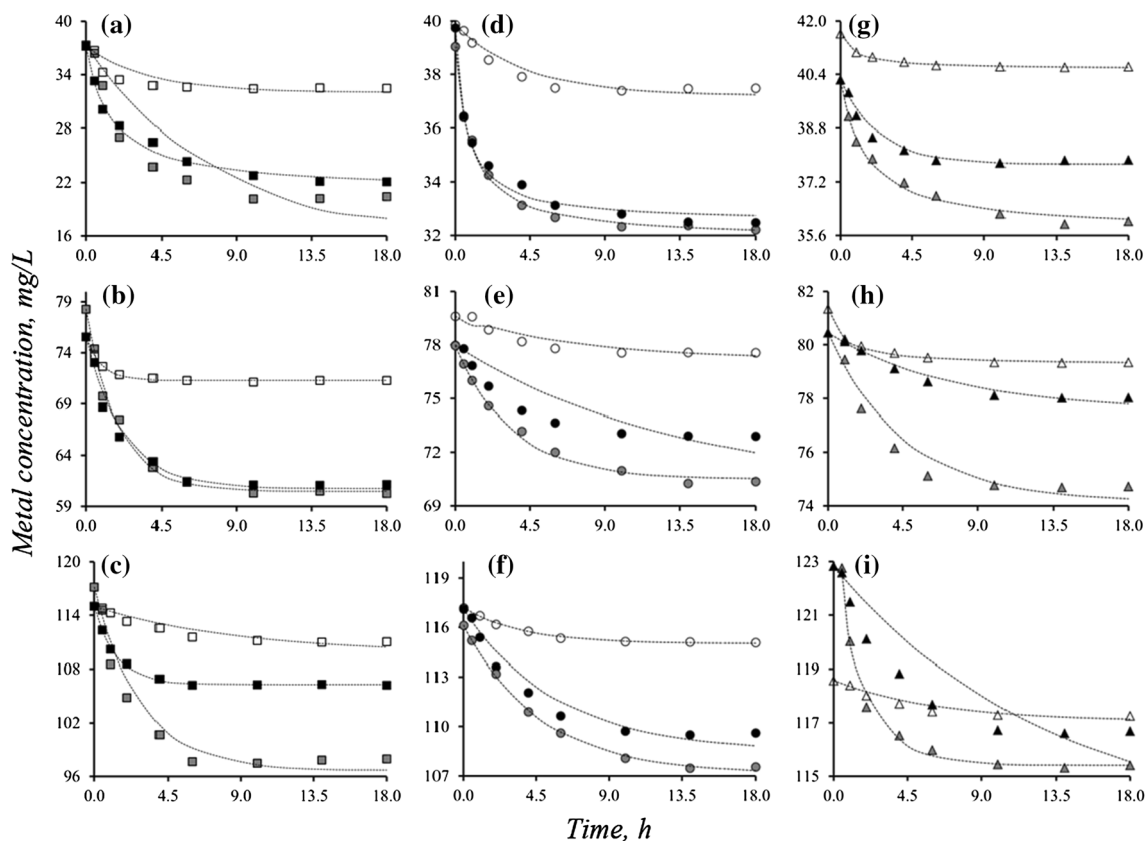 (a)
40
34
28
22
16
0.0 4.5 9.0 13.5 18.0
(d)
40
38
36
34
32
0.0 4.5 9.0 13.5 18.0
(g)
42.0
40.4
38.8
37.2
35.6
0.0 4.5 9.0 13.5 18.0
(b)
79
74
69
64
59
0.0 4.5 9.0 13.5 18.0
(e)
81
78
75
72
69
0.0 4.5 9.0 13.5 18.0
(h)
82
80
78
76
74
0.0 4.5 9.0 13.5 18.0
(c)
120
114
108
102
96
0.0 4.5 9.0 13.5 18.0
(f)
119
116
113
110
107
0.0 4.5 9.0 13.5 18.0
(i)
123
121
119
117
115
0.0 4.5 9.0 13.5 18.0
Metal concentration, mg/L
Time, h